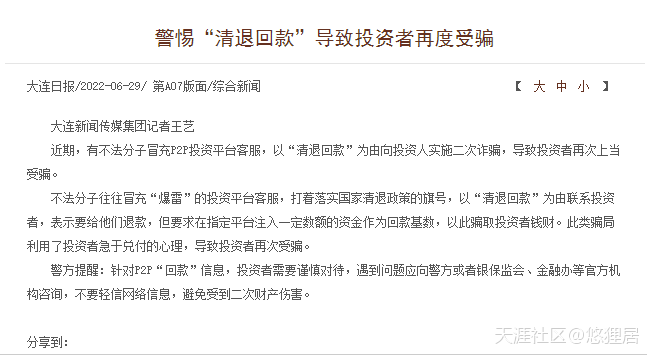 警惕“清退回款”导致投资者再度受骗
大连日报/2022-06-29/ 第A07版面/综合新闻 【 大 中 小 】
大连新闻传媒集团记者王艺
近期，有不法分子冒充P2P投资平台客服，以“清退回款”为由向投资人实施二次诈骗，导致投资者再次上当
受骗。
不法分子往往冒充“爆雷”的投资平台客服，打着落实国家清退政策的旗号，以“清退回款”为由联系投资
者，表示要给他们退款，但要求在指定平台注入一定数额的资金作为回款基数，以此骗取投资者钱财。此类骗局
利用了投资者急于兑付的心理，导致投资者再次受骗。
警方提醒：针对P2P“回款”信息，投资者需要谨慎对待，遇到问题应向警方或者银保监会、金融办等官方机
构咨询，不要轻信网络信息，避免受到二次财产伤害。
分享到：
天涯社区@悠狸居